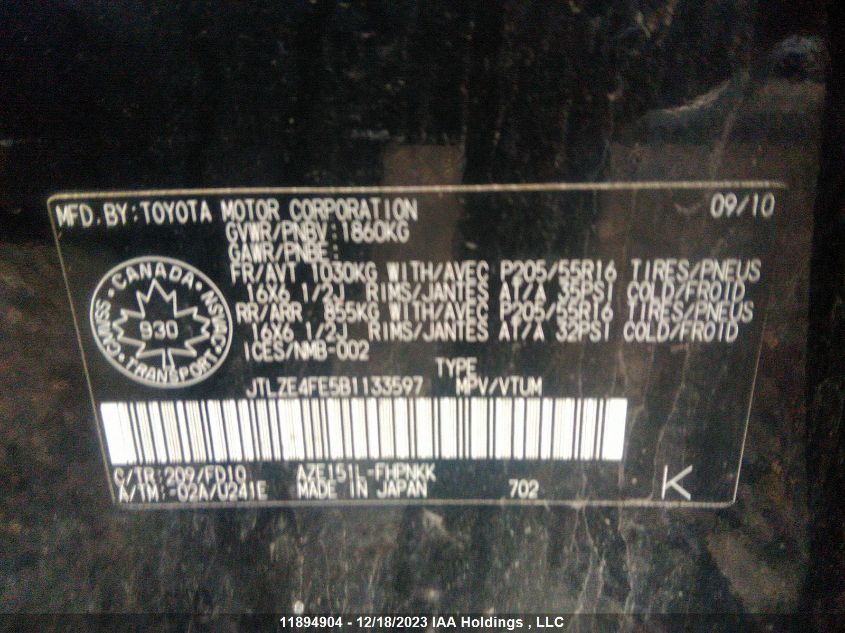 MFD.BY:TOYOTA MOTOR CORPORATION 09/10
GVWR/PNBV 1860KG
GAWR/PNBE
FR/AVT 1030KG WITH/AVEC P205/55R16 TIRES/PNEUS
16X6 1/2J RIMS/JANTES AT/A 35PSI COLD/FROID
RR/ARR 855KG WITH/AVEC P205/55R16 TIRES/PNEUS
16X6 1/2J RIMS/JANTES AT/A 32PSI COLD/FROID
ICES/NMB-002
CANADA
CMVSS NSVAC
930
TRANSPORT
TYPE
JTLZE4FE5B1133597 MPV/VTUM
C/TR:209/FD10 AZE151L-FHPNKK
A/TM:-02A/U241E MADE IN JAPAN 702 K
11894904 - 12/18/2023 IAA Holdings , LLC